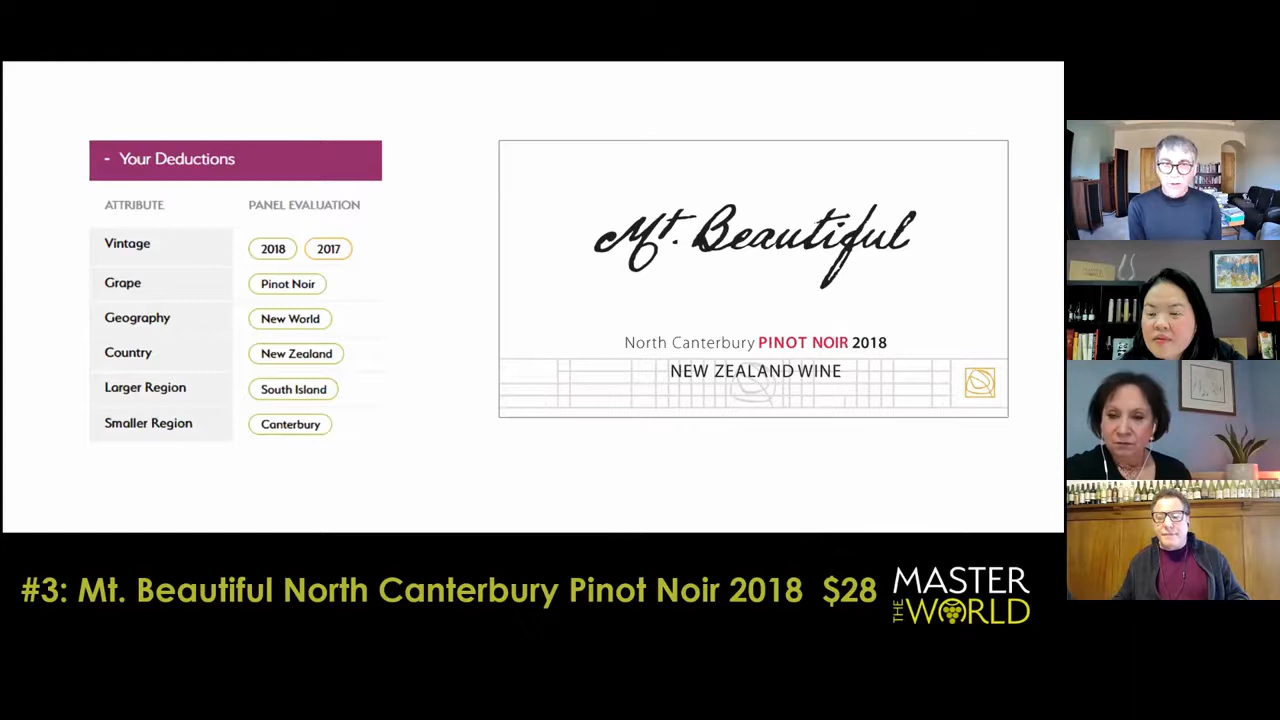 - Your Deductions
ATTRIBUTE PANEL EVALUATION
Vintage 2018 2017
Grape Pinot Noir
Geography New World
Country New Zealand
Larger Region South Island
Smaller Region Canterbury
Mt. Beautiful
North Canterbury PINOT NOIR 2018
NEW ZEALAND WINE
#3: Mt. Beautiful North Canterbury Pinot Noir 2018 $28
MASTER
THE WORLD